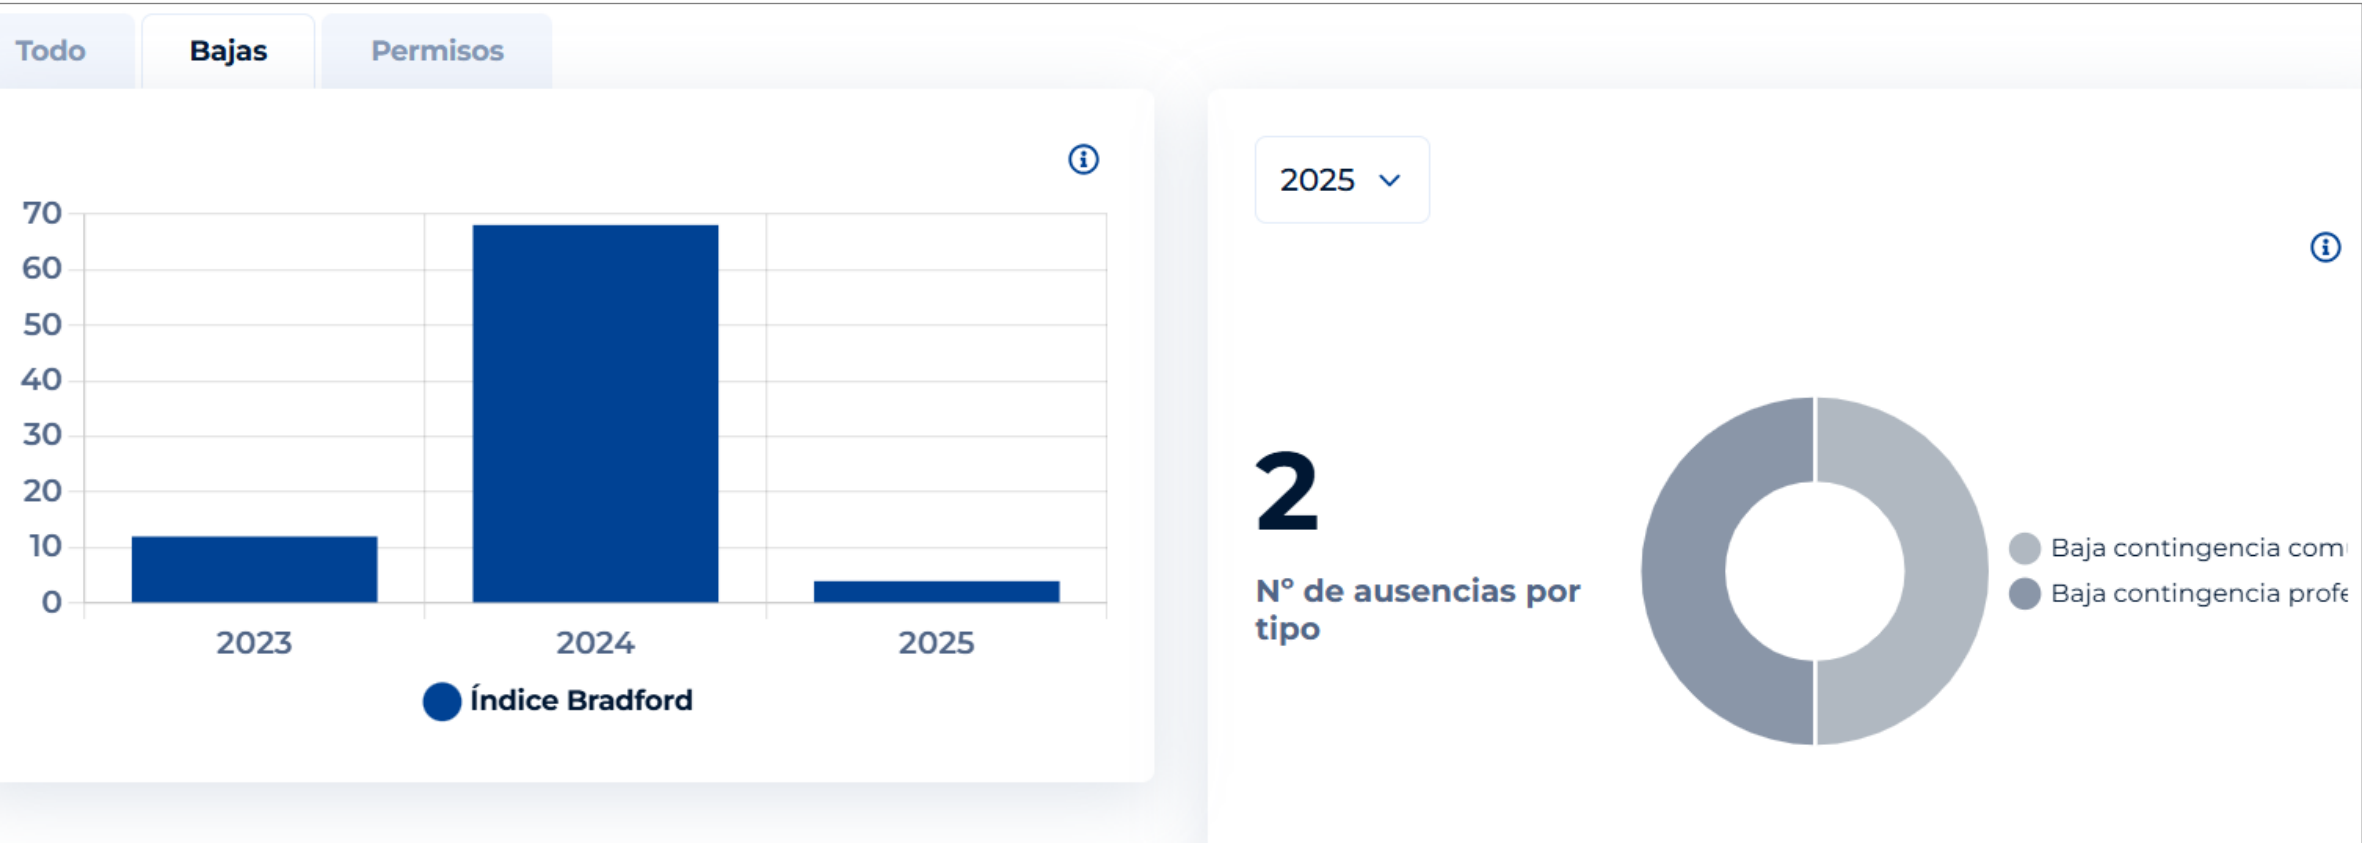 Todo Bajas Permisos
70
60
50
40
30
20
10
0
2023 2024 2025
Índice Bradford
2025
2
Nº de ausencias por
tipo
Baja contingencia com
Baja contingencia profe